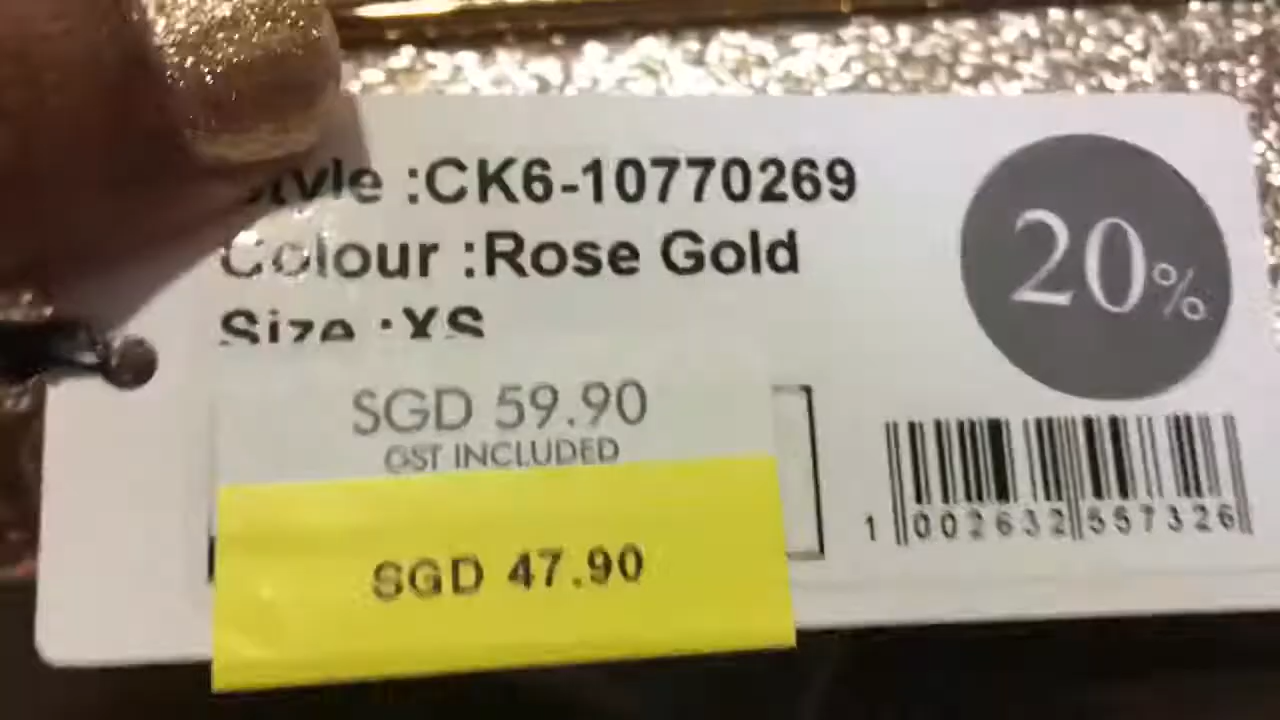 Style :CK6-10770269
Colour :Rose Gold
Size :XS
20%
SGD 59.90
GST INCLUDED
SGD 47.90
1 002632 557326